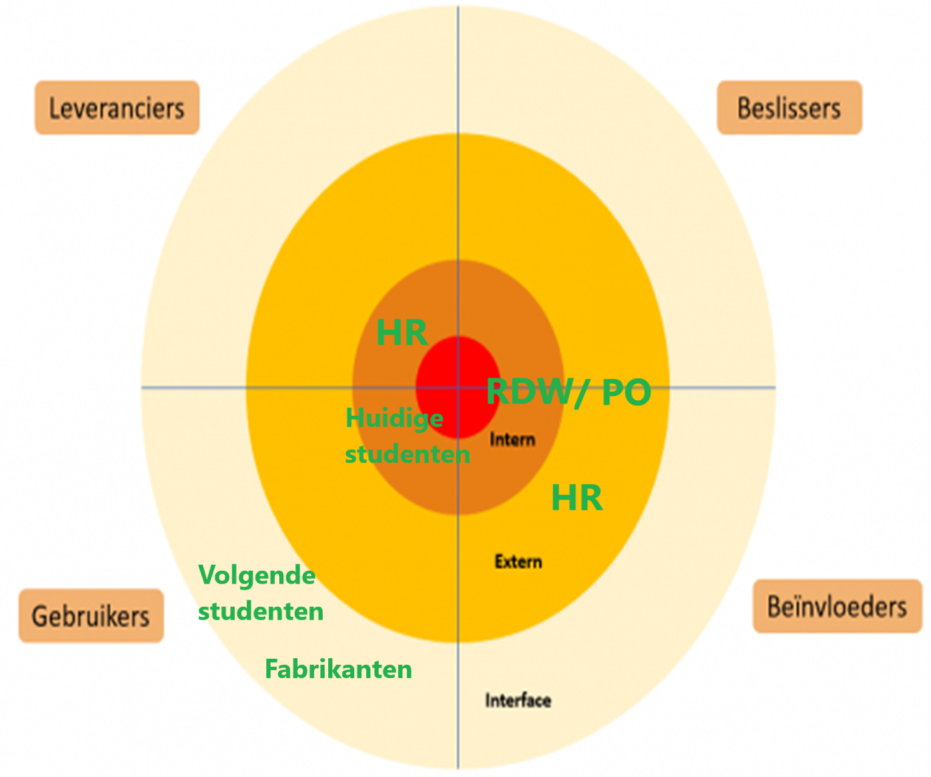 Leveranciers
Beslissers
HR
RDW/ PO
Huidige
studenten
Intern
HR
Extern
Volgende
studenten
Gebruikers
Beïnvloeders
Fabrikanten
Interface